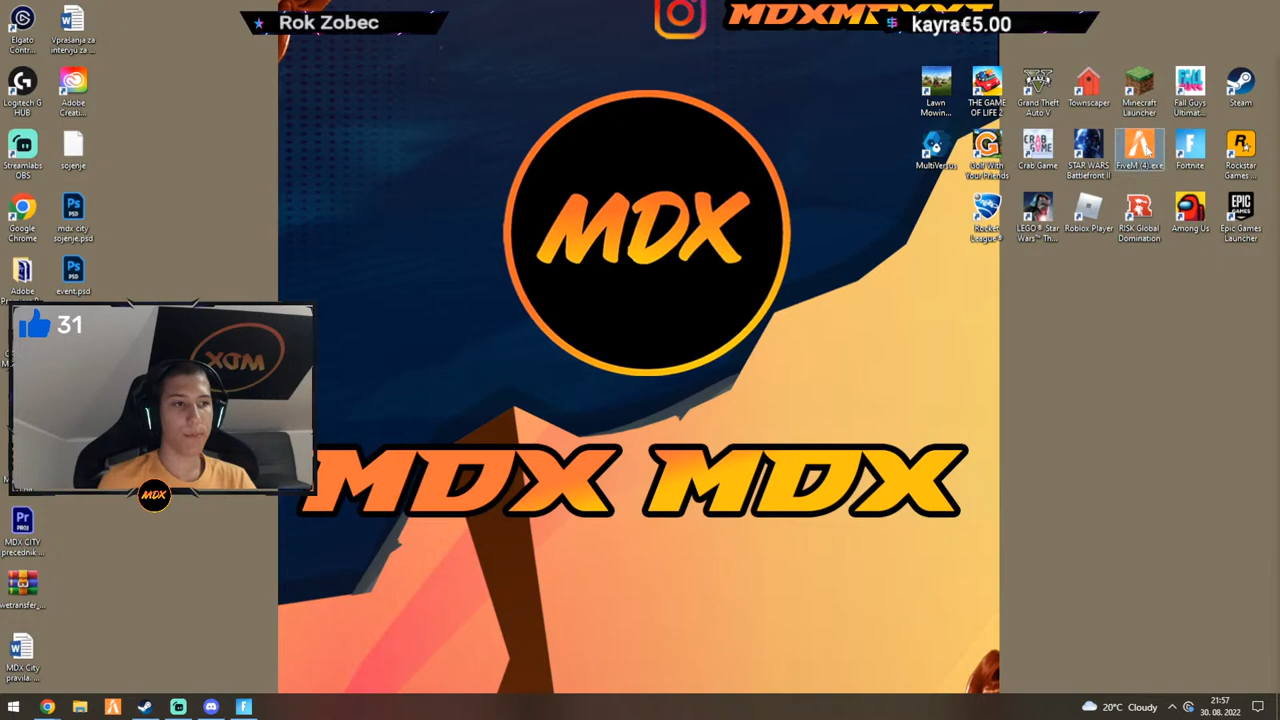 Rok Zobec
kayra€5.00
Elgato
Contr...
Vprašanja za
intervju za...
Logitech G
HUB
Adobe
Creati...
Streamlabs
OBS
sojenje
Google
Chrome
mdx city
sojenje.psd
Adobe
event.psd
Lawn
Mowin...
THE GAME
OF LIFE 2
Grand Theft
Auto V
Townscaper
Minecraft
Launcher
Fall Guys
Ultimat...
Steam
MultiVersus
Golf With
Your Friends
Crab Game
STAR WARS
Battlefront II
FiveM (4).exe
Fortnite
Rockstar
Games ...
Rocket
League®
LEGO® Star
Wars™ Th...
Roblox Player
RISK Global
Domination
Among Us
Epic Games
Launcher
MDX
31
MDX
MDX MDX
MDX
MDX CITY
precednik ...
wetransfer_...
MDX City
pravila. ...
20°C Cloudy
21:57
30. 08. 2022